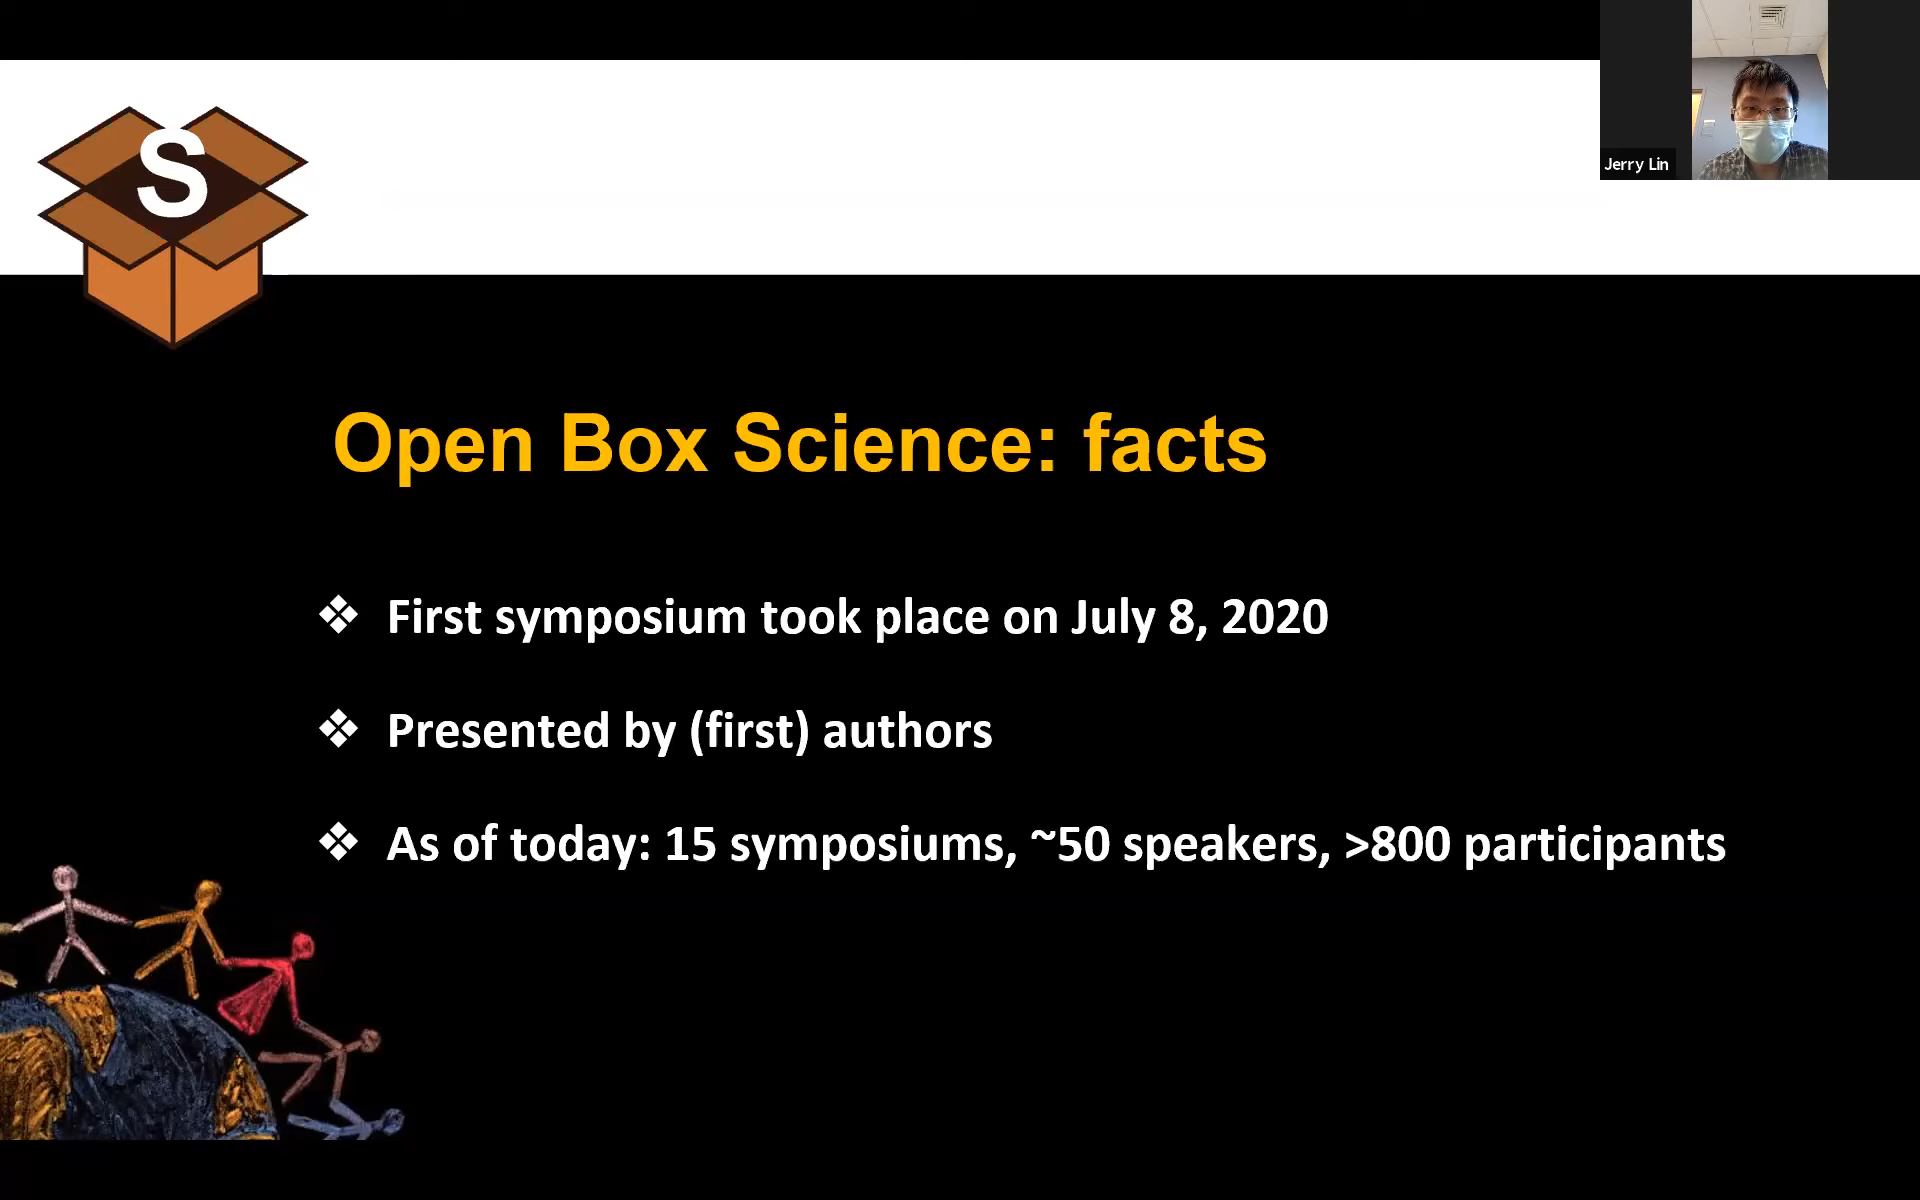 S
Jerry Lin
Open Box Science: facts
❖ First symposium took place on July 8, 2020
❖ Presented by (first) authors
❖ As of today: 15 symposiums, ~50 speakers, >800 participants